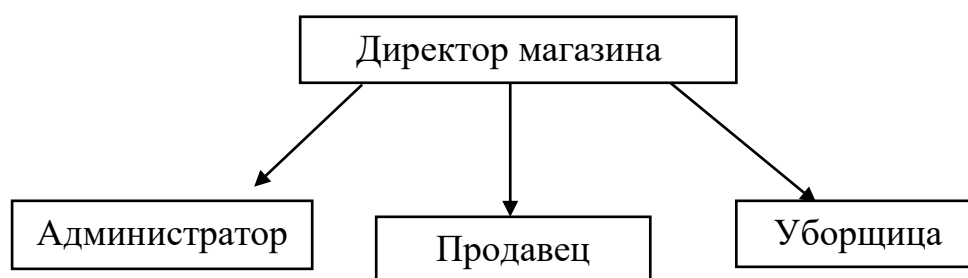 Директор магазина
Администратор
Продавец
Уборщица